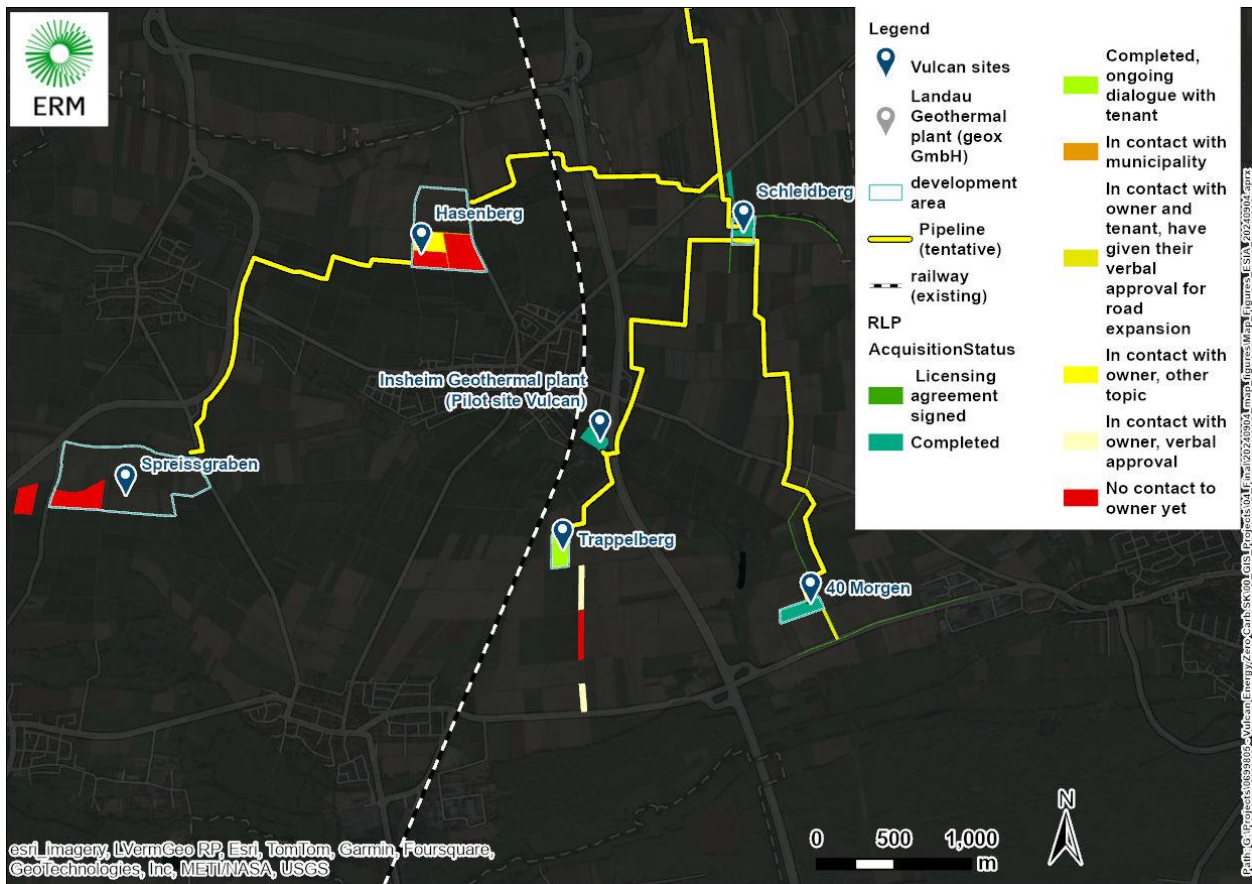 ERM
Hasenberg
Schleidberg
Insheim Geothermal plant
(Pilot site Vulcan)
Spreissgraben
Trappelberg
40 Morgen
Legend
Vulcan sites
Landau
Geothermal
plant (geox
GmbH)
development
area
Pipeline
(tentative)
railway
(existing)
RLP
AcquisitionStatus
Licensing
agreement
signed
Completed
Completed,
ongoing
dialogue with
tenant
In contact with
municipality
In contact with
owner and
tenant, have
given their
verbal
approval for
road
expansion
In contact with
owner, other
topic
In contact with
owner, verbal
approval
No contact to
owner yet
N
0 500 1,000
m
esri_imagery, LVermGeo RP, Esri, TomTom, Garmin, Foursquare,
GeoTechnologies, Inc, METI/NASA, USGS